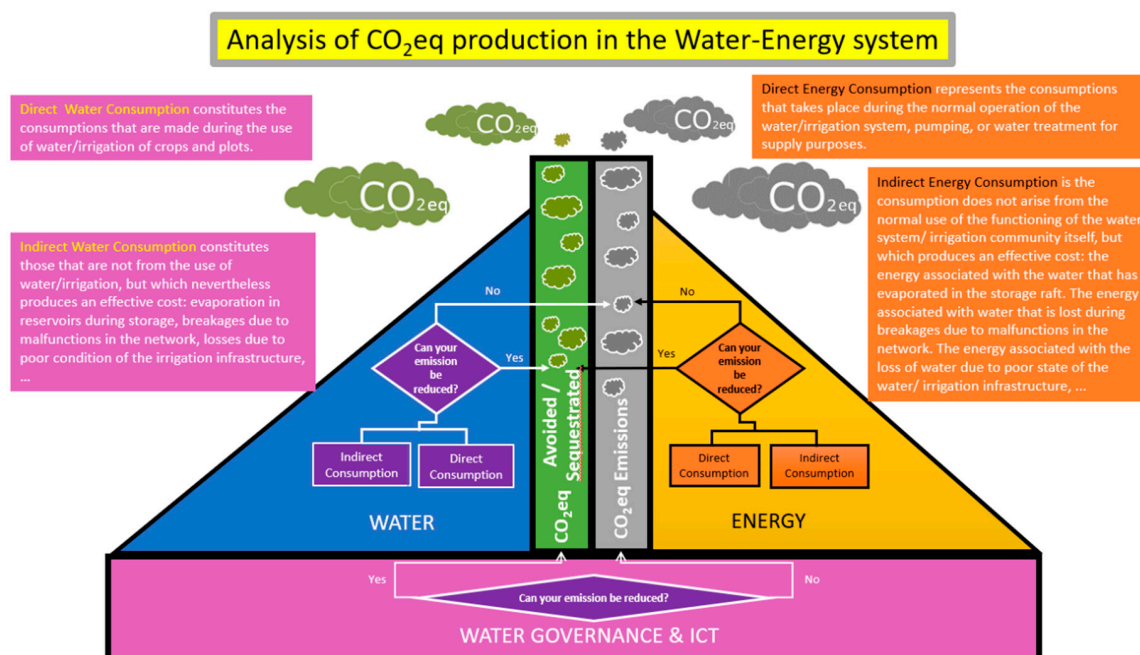 Analysis of CO2eq production in the Water-Energy system
Direct Water Consumption constitutes the
consumptions that are made during the use
of water/irrigation of crops and plots.
Indirect Water Consumption constitutes
those that are not from the use of
water/irrigation, but which nevertheless
produces an effective cost: evaporation in
reservoirs during storage, breakages due to
malfunctions in the network, losses due to
poor condition of the irrigation infrastructure,
...
CO2eq
CO2eq
CO2eq
CO2eq
Direct Energy Consumption represents the consumptions
that takes place during the normal operation of the
water/irrigation system, pumping, or water treatment for
supply purposes.
Indirect Energy Consumption is the
consumption does not arise from the
normal use of the functioning of the water
system/ irrigation community itself, but
which produces an effective cost: the
energy associated with the water that has
evaporated in the storage raft. The energy
associated with water that is lost during
breakages due to malfunctions in the
network. The energy associated with the
loss of water due to poor state of the
water/ irrigation infrastructure, ...
No
Can your
emission
be
reduced?
Yes
Indirect
Consumption
Direct
Consumption
WATER
CO2eq Avoided /
Sequestrated
CO2eq Emissions
No
Can your
emission
be
reduced?
Yes
Direct
Consumption
Indirect
Consumption
ENERGY
Yes
Can your emission be reduced?
No
WATER GOVERNANCE & ICT